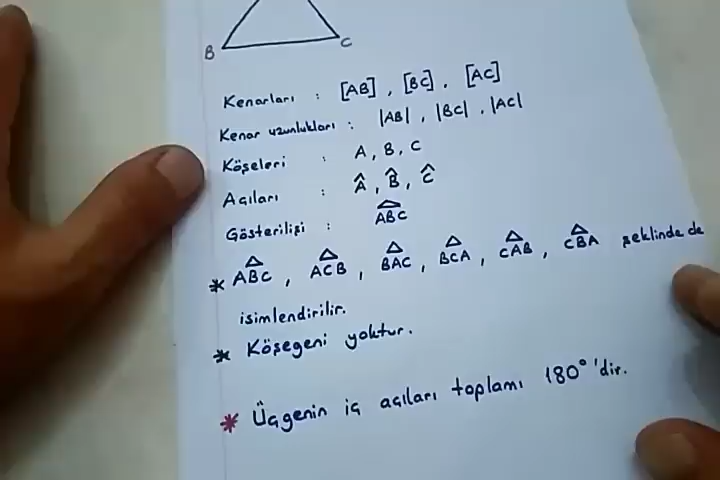 B C
Kenarları : [AB] , [BC] . [AC]
Kenar uzunlukları : |AB| , |BC| . |AC|
Köşeleri : A, B, C
Açıları : Â , B̂ , Ĉ
Gösterilişi : ABC
* ABC , ACB , BAC , BCA , CAB , CBA şeklinde de
isimlendirilir.
* Köşegeni yoktur.
* Üçgenin iç açıları toplamı 180°'dir.